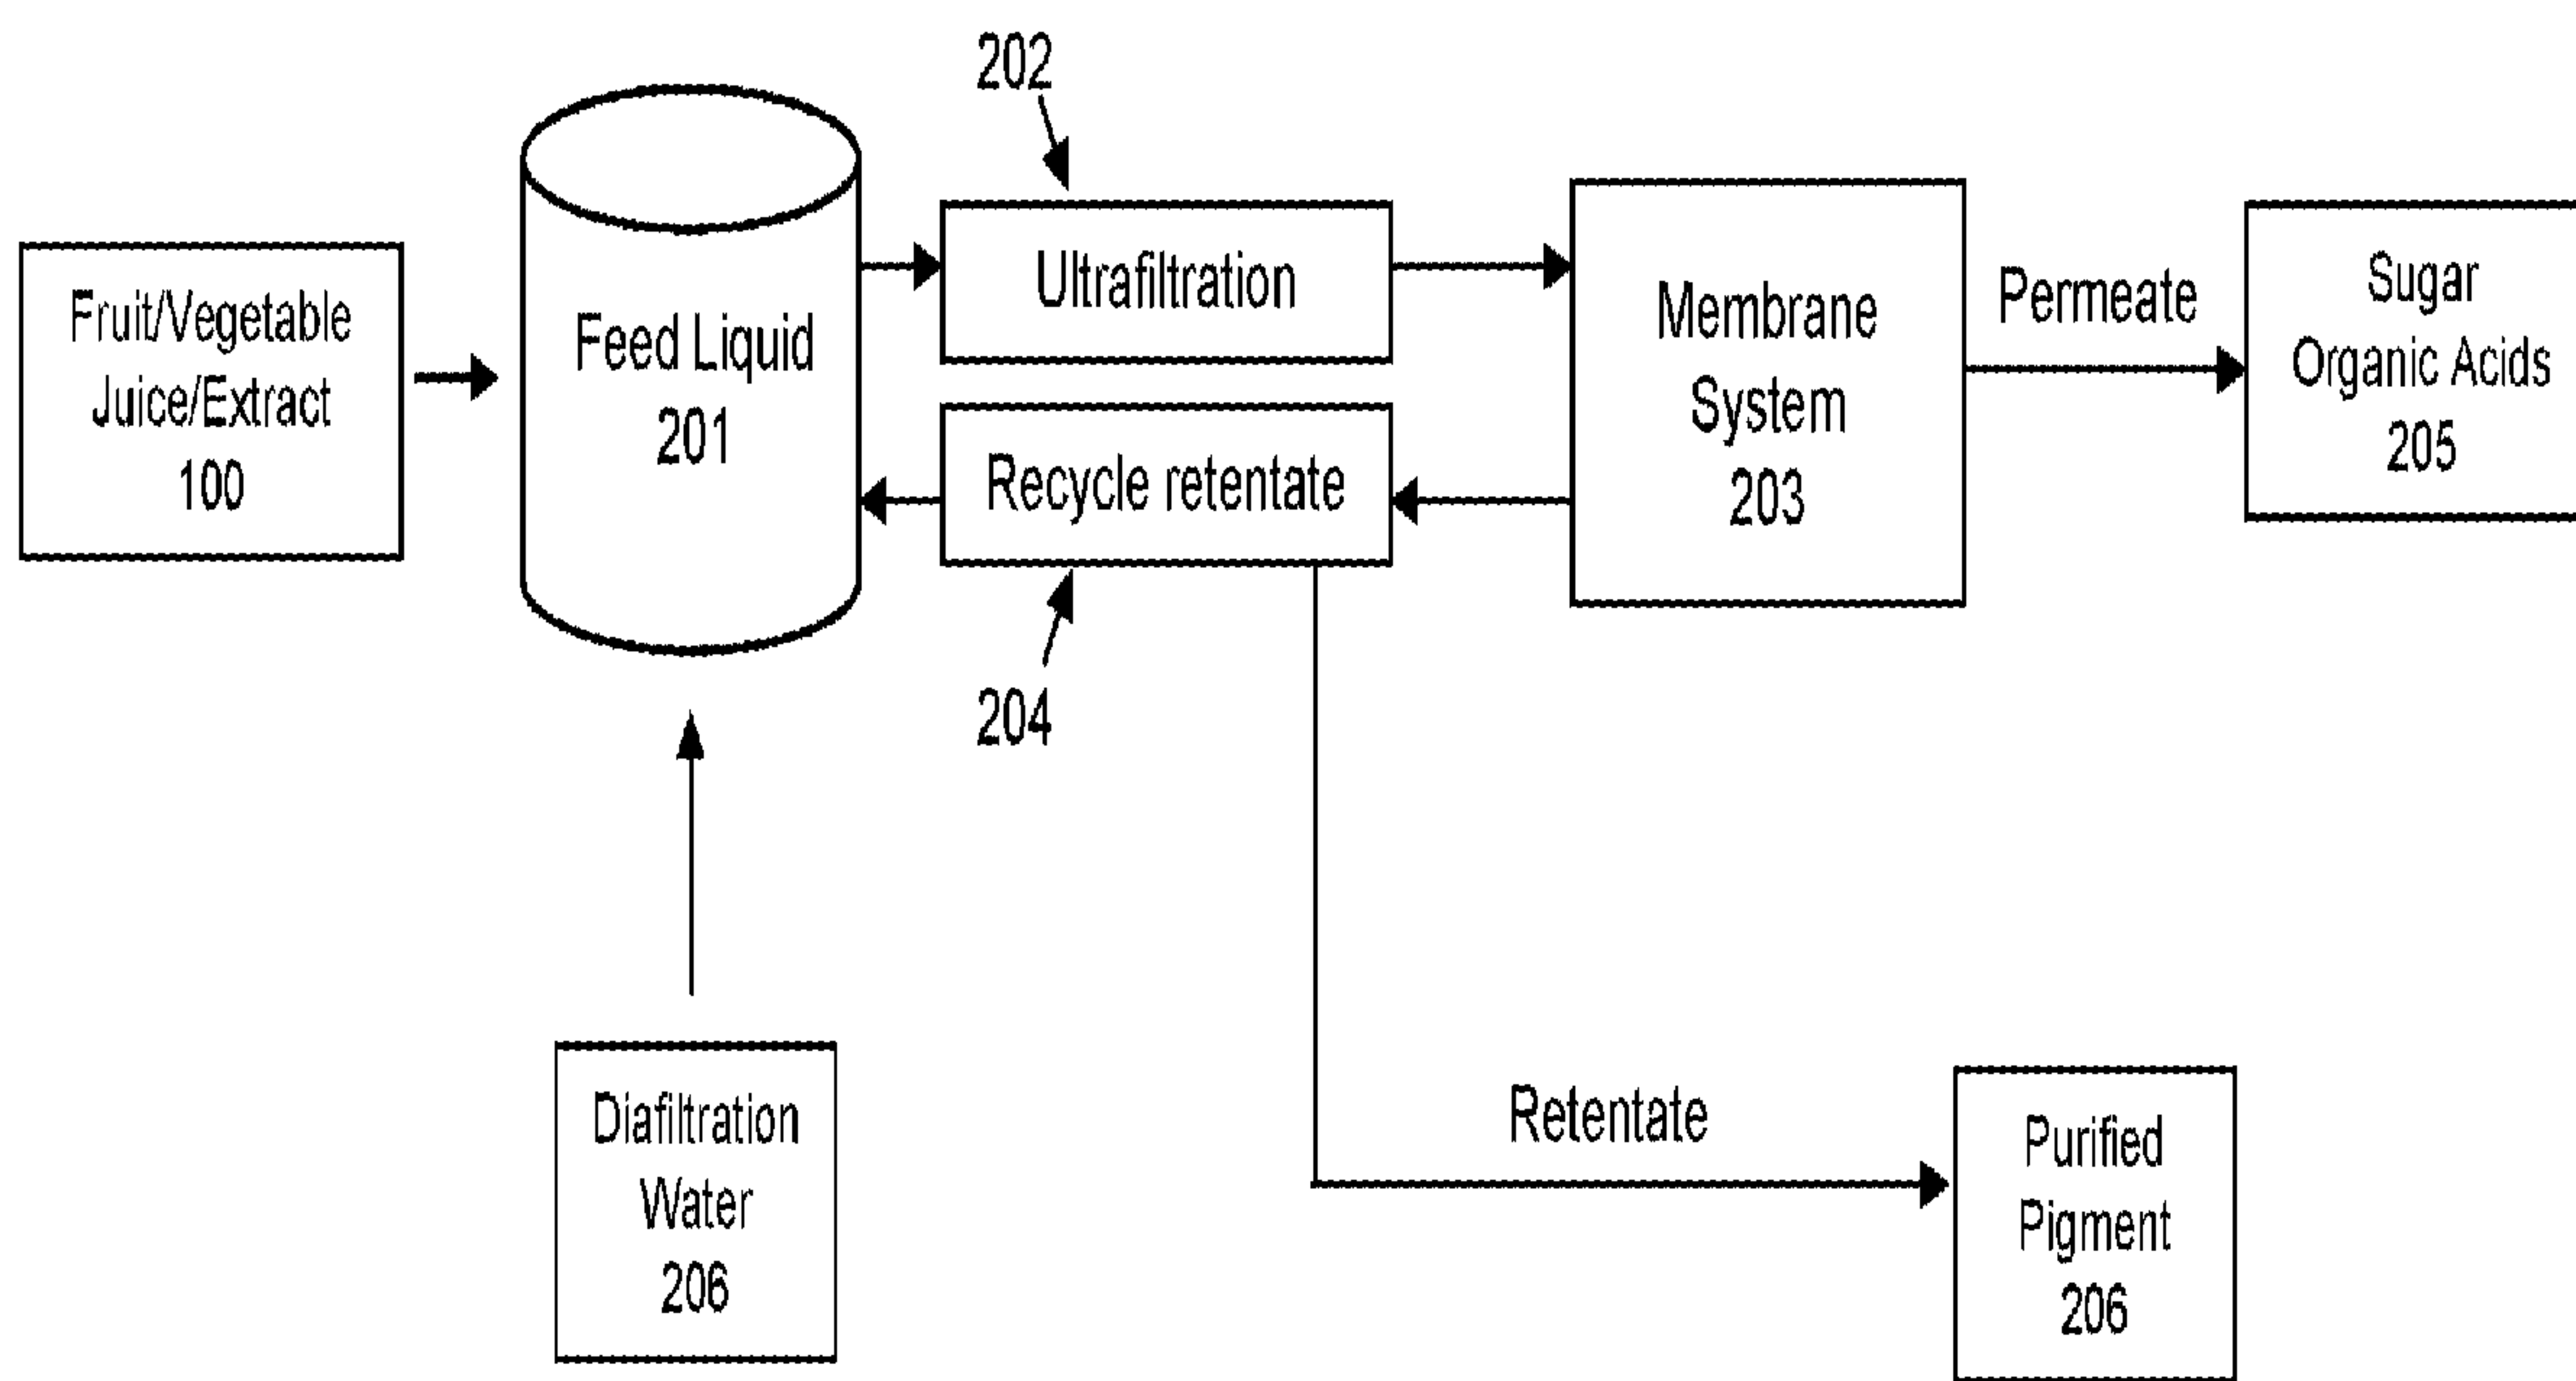 202
Fruit/Vegetable
Juice/Extract
100
Feed Liquid
201
Ultrafiltration
Recycle retentate
204
Membrane
System
203
Permeate
Sugar
Organic Acids
205
Diafiltration
Water
206
Retentate
Purified
Pigment
206